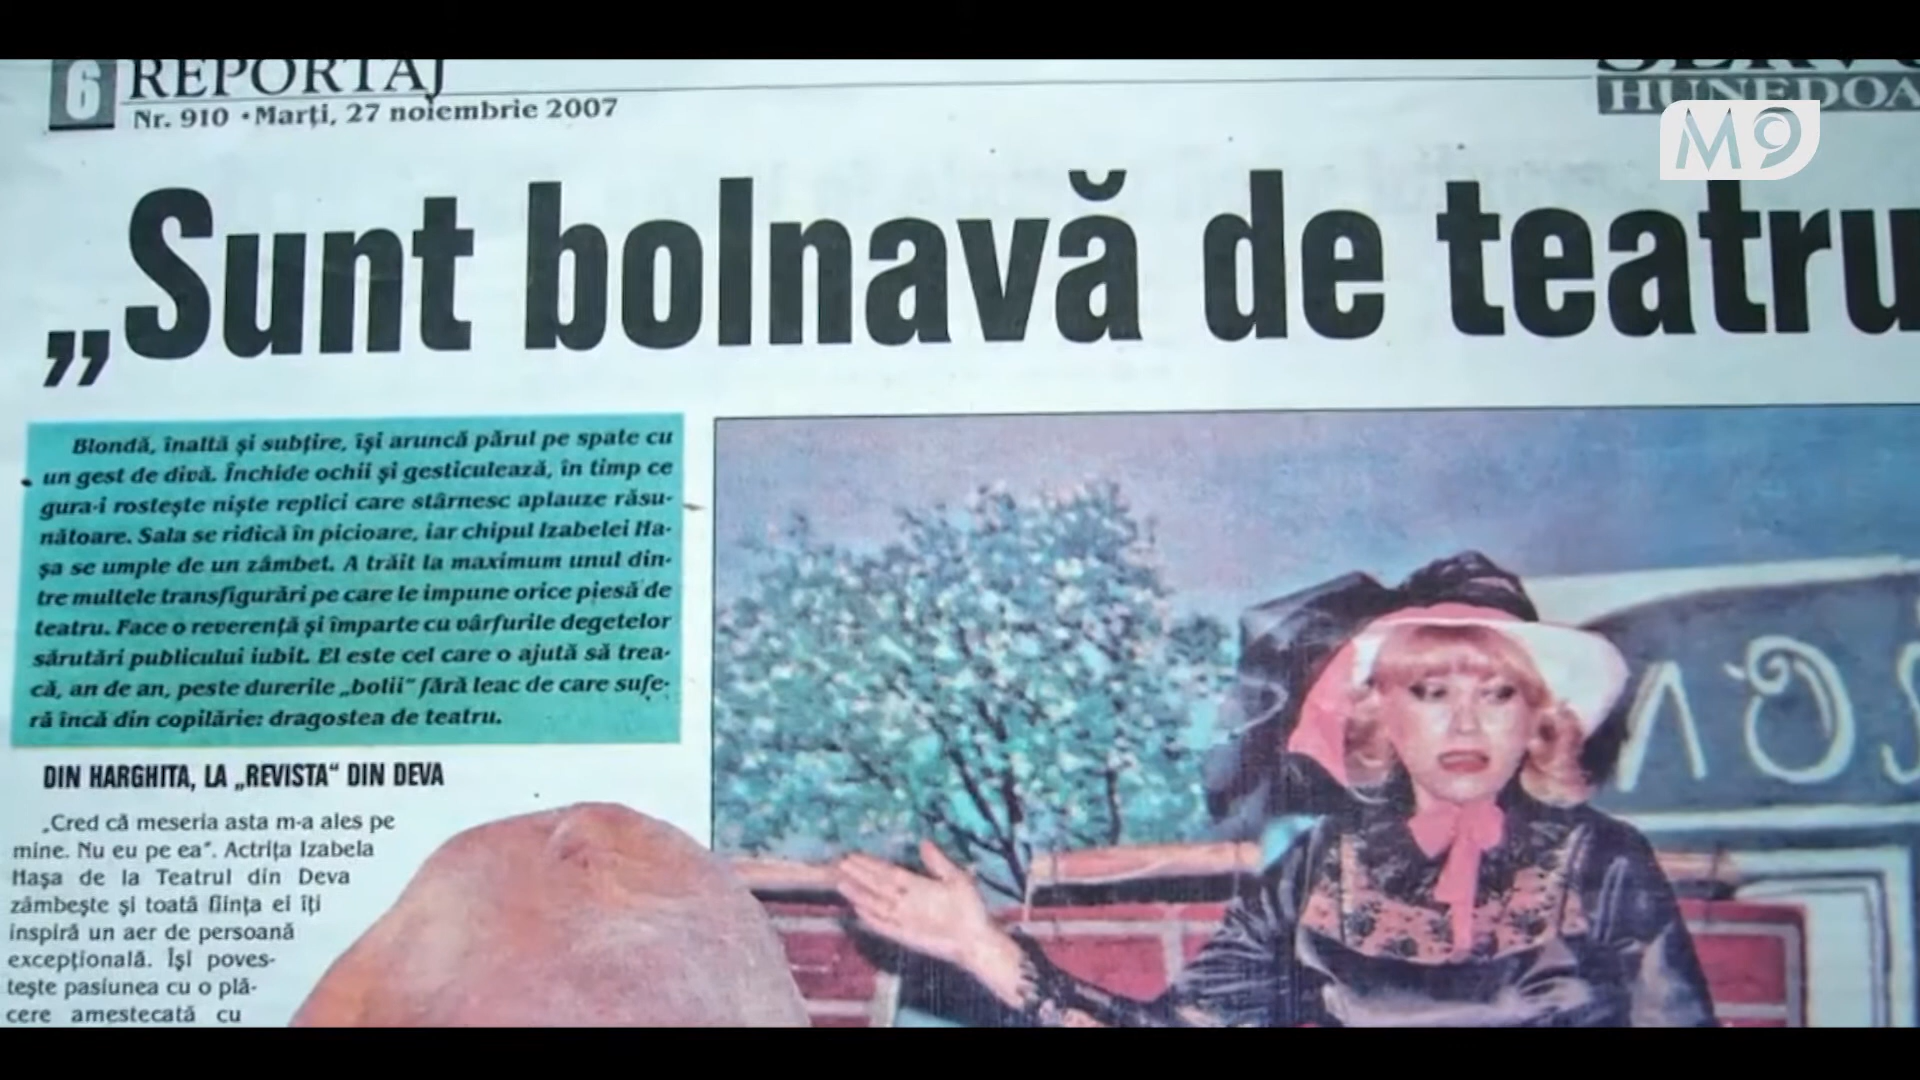 6 REPORTAJ
Nr. 910 • Marți, 27 noiembrie 2007
HUNEDOA
M9
„Sunt bolnavă de teatru
Blondă, înaltă și subțire, își aruncă părul pe spate cu
un gest de divă. Închide ochii și gesticulează, în timp ce
gura-i rostește niște replici care stârnesc aplauze răsu-
nătoare. Sala se ridică în picioare, iar chipul Izabelei Ha-
șa se umple de un zâmbet. A trăit la maximum unul din-
tre multele transfigurări pe care le impune orice piesă de
teatru. Face o reverență și împarte cu vârfurile degetelor
sărutări publicului iubit. El este cel care o ajută să trea-
că, an de an, peste durerile „bolii“ fără leac de care sufe-
ră încă din copilărie: dragostea de teatru.
DIN HARGHITA, LA „REVISTA“ DIN DEVA
„Cred că meseria asta m-a ales pe
mine. Nu eu pe ea“. Actrița Izabela
Hașa de la Teatrul din Deva
zâmbește și toată ființa ei îți
inspiră un aer de persoană
excepțională. Își poves-
tește pasiunea cu o plă-
cere amestecată cu